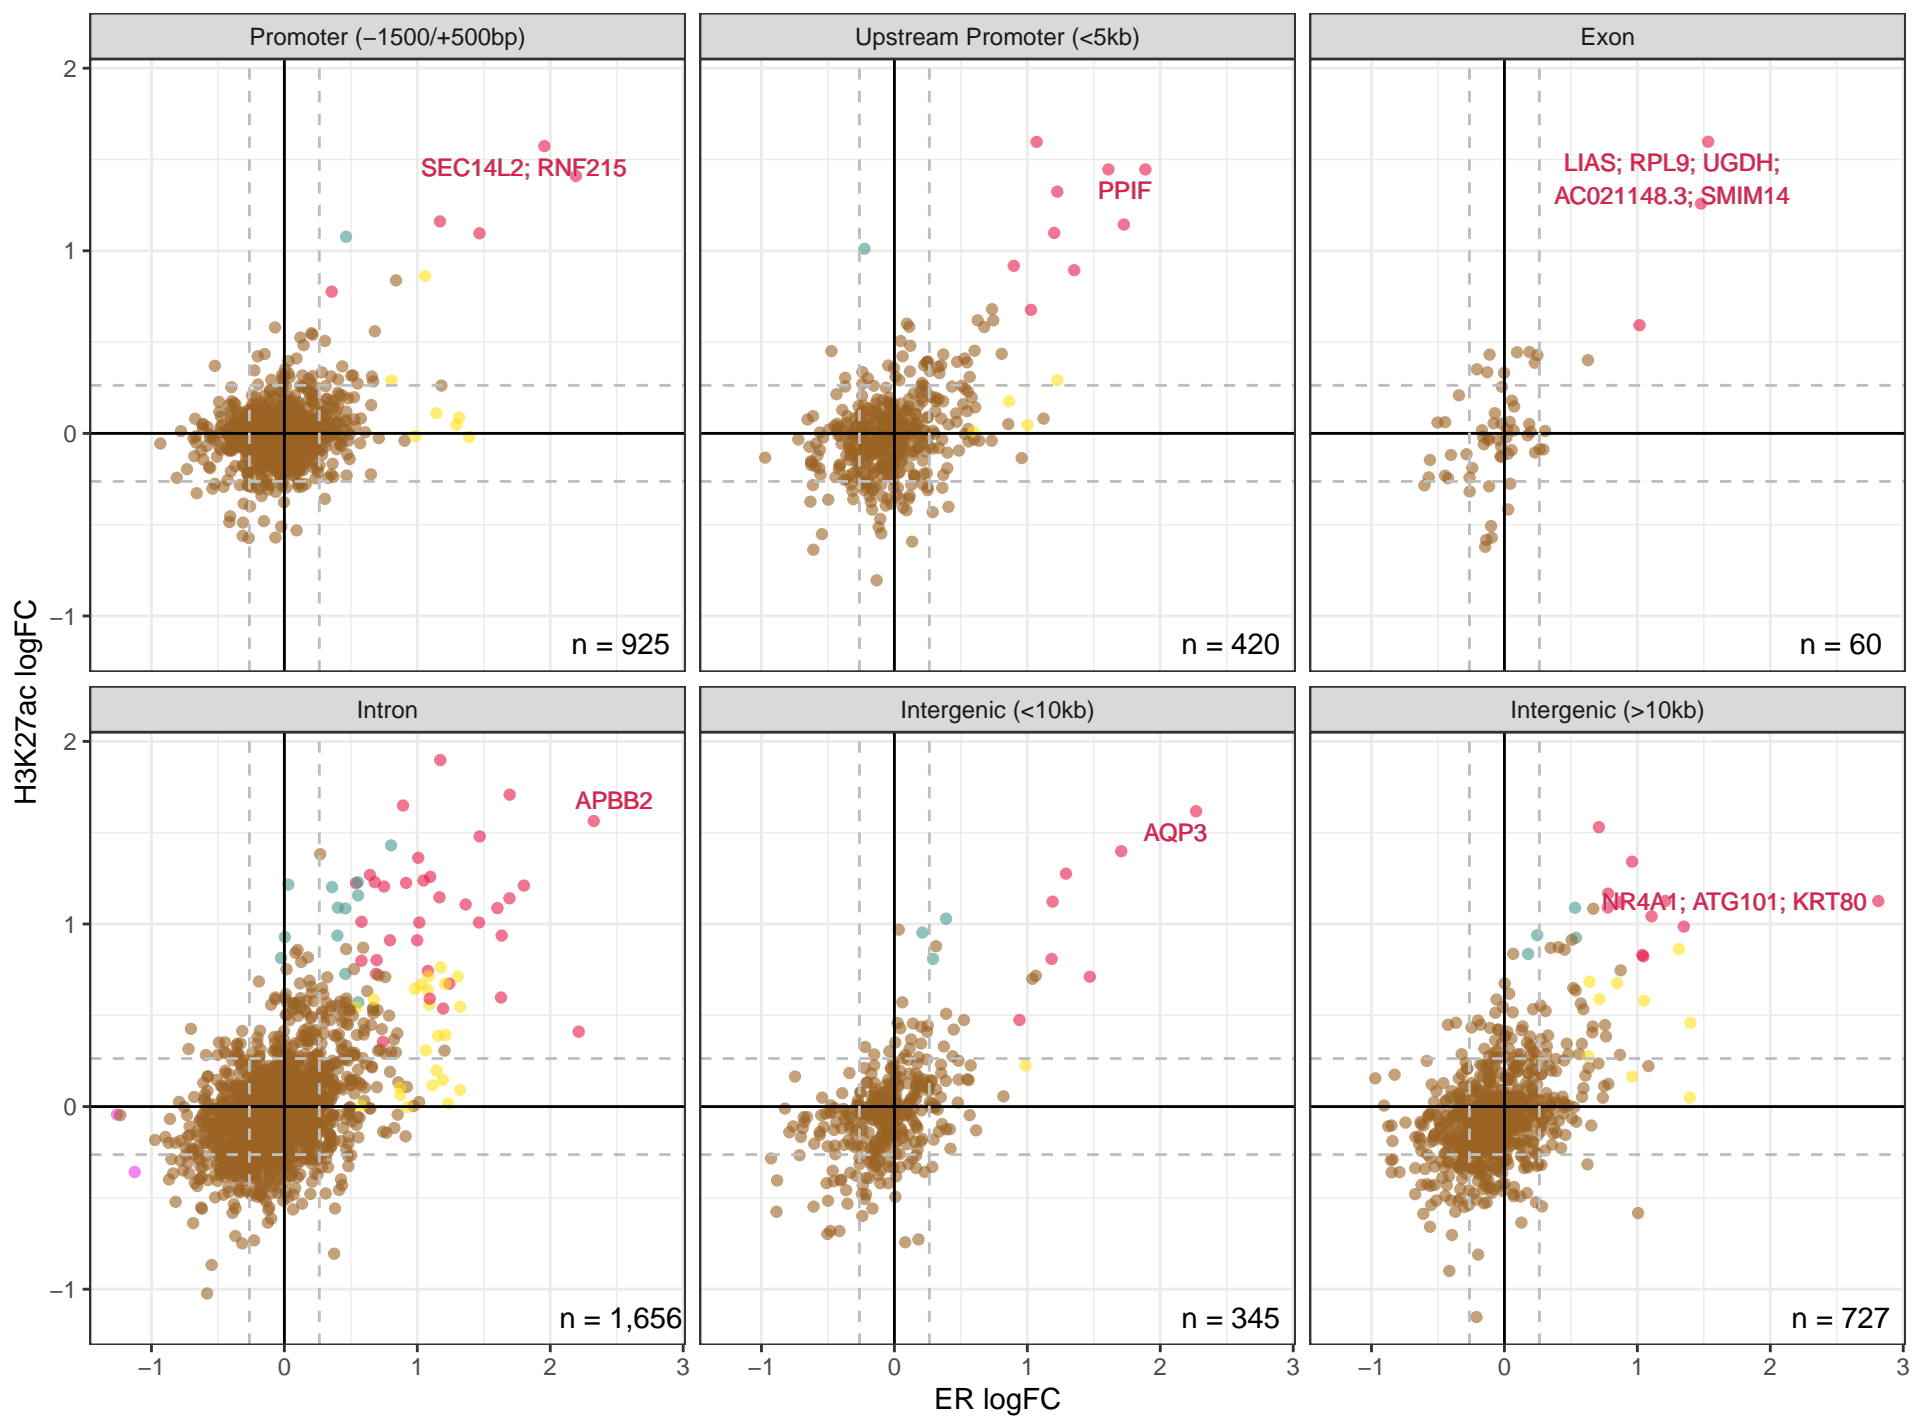 Promoter (−1500/+500bp)
Upstream Promoter (<5kb)
Exon
2
1
0
−1
SEC14L2; RNF215
n = 925
PPIF
n = 420
LIAS; RPL9; UGDH;
AC021148.3; SMIM14
n = 60
H3K27ac logFC
Intron
Intergenic (<10kb)
Intergenic (>10kb)
2
1
0
−1
APBB2
n = 1,656
AQP3
n = 345
NR4A1; ATG101; KRT80
n = 727
−1 0 1 2 3
−1 0 1 2 3
−1 0 1 2 3
ER logFC